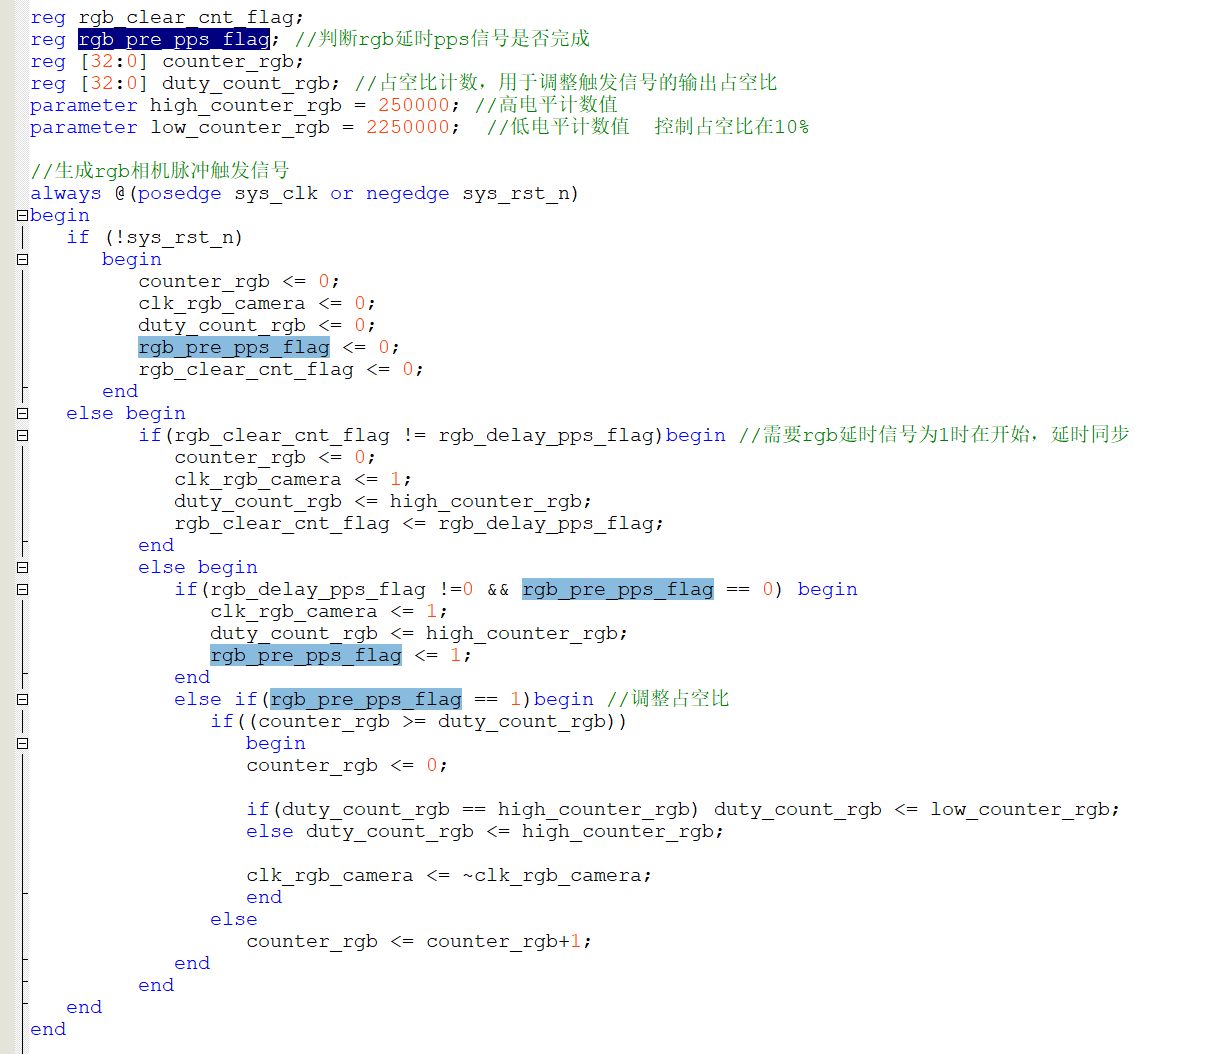 reg rgb_clear_cnt_flag;
reg rgb_pre_pps_flag; //判断rgb延时pps信号是否完成
reg [32:0] counter_rgb;
reg [32:0] duty_count_rgb; //占空比计数，用于调整触发信号的输出占空比
parameter high_counter_rgb = 250000; //高电平计数值
parameter low_counter_rgb = 2250000;  //低电平计数值  控制占空比在10%
//生成rgb相机脉冲触发信号
always @(posedge sys_clk or negedge sys_rst_n)
begin
if (!sys_rst_n)
begin
counter_rgb <= 0;
clk_rgb_camera <= 0;
duty_count_rgb <= 0;
rgb_pre_pps_flag <= 0;
rgb_clear_cnt_flag <= 0;
end
else begin
if(rgb_clear_cnt_flag != rgb_delay_pps_flag)begin //需要rgb延时信号为1时在开始，延时同步
counter_rgb <= 0;
clk_rgb_camera <= 1;
duty_count_rgb <= high_counter_rgb;
rgb_clear_cnt_flag <= rgb_delay_pps_flag;
end
else begin
if(rgb_delay_pps_flag !=0 && rgb_pre_pps_flag == 0) begin
clk_rgb_camera <= 1;
duty_count_rgb <= high_counter_rgb;
rgb_pre_pps_flag <= 1;
end
else if(rgb_pre_pps_flag == 1)begin //调整占空比
if((counter_rgb >= duty_count_rgb))
begin
counter_rgb <= 0;
if(duty_count_rgb == high_counter_rgb) duty_count_rgb <= low_counter_rgb;
else duty_count_rgb <= high_counter_rgb;
clk_rgb_camera <= ~clk_rgb_camera;
end
else
counter_rgb <= counter_rgb+1;
end
end
end
end